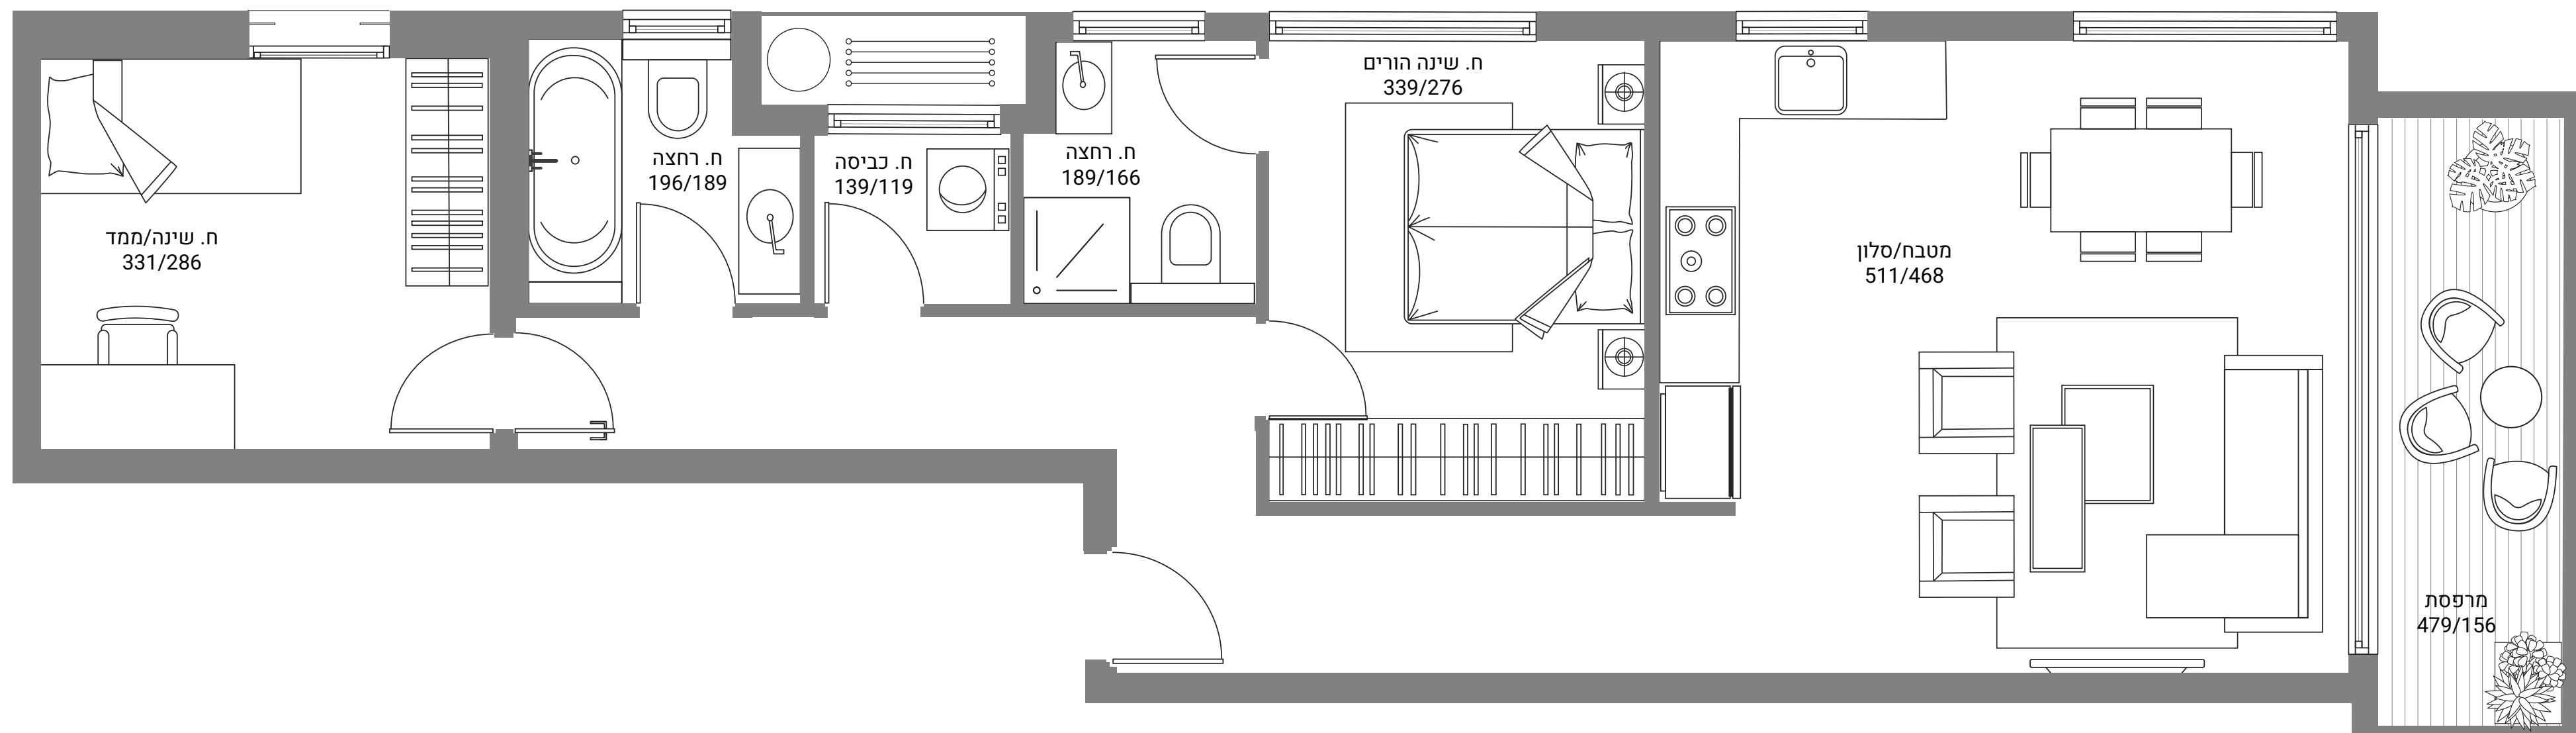 ח. שינה/ממד
331/286
ח. רחצה
196/189
ח. כביסה
139/119
ח. רחצה
189/166
ח. שינה הורים
339/276
מטבח/סלון
511/468
מרפסת
479/156